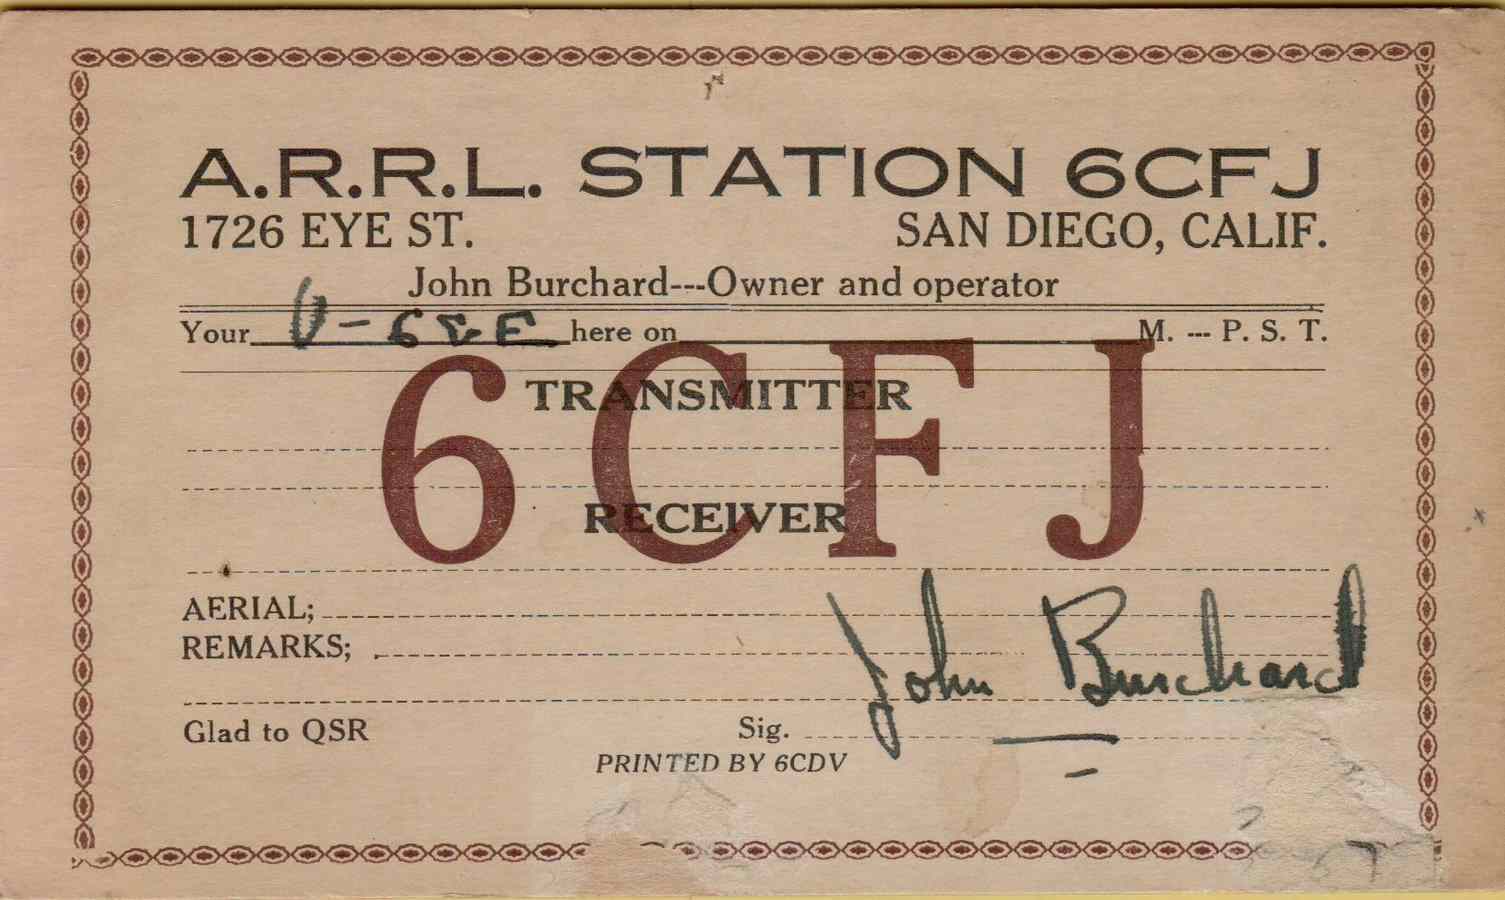 A.R.R.L. STATION 6CFJ
1726 EYE ST. SAN DIEGO, CALIF.
John Burchard---Owner and operator
Your here on M. --- P. S. T.
6CFJ
TRANSMITTER
RECEIVER
AERIAL;
REMARKS;
John Burchard
Glad to QSR Sig.
PRINTED BY 6CDV